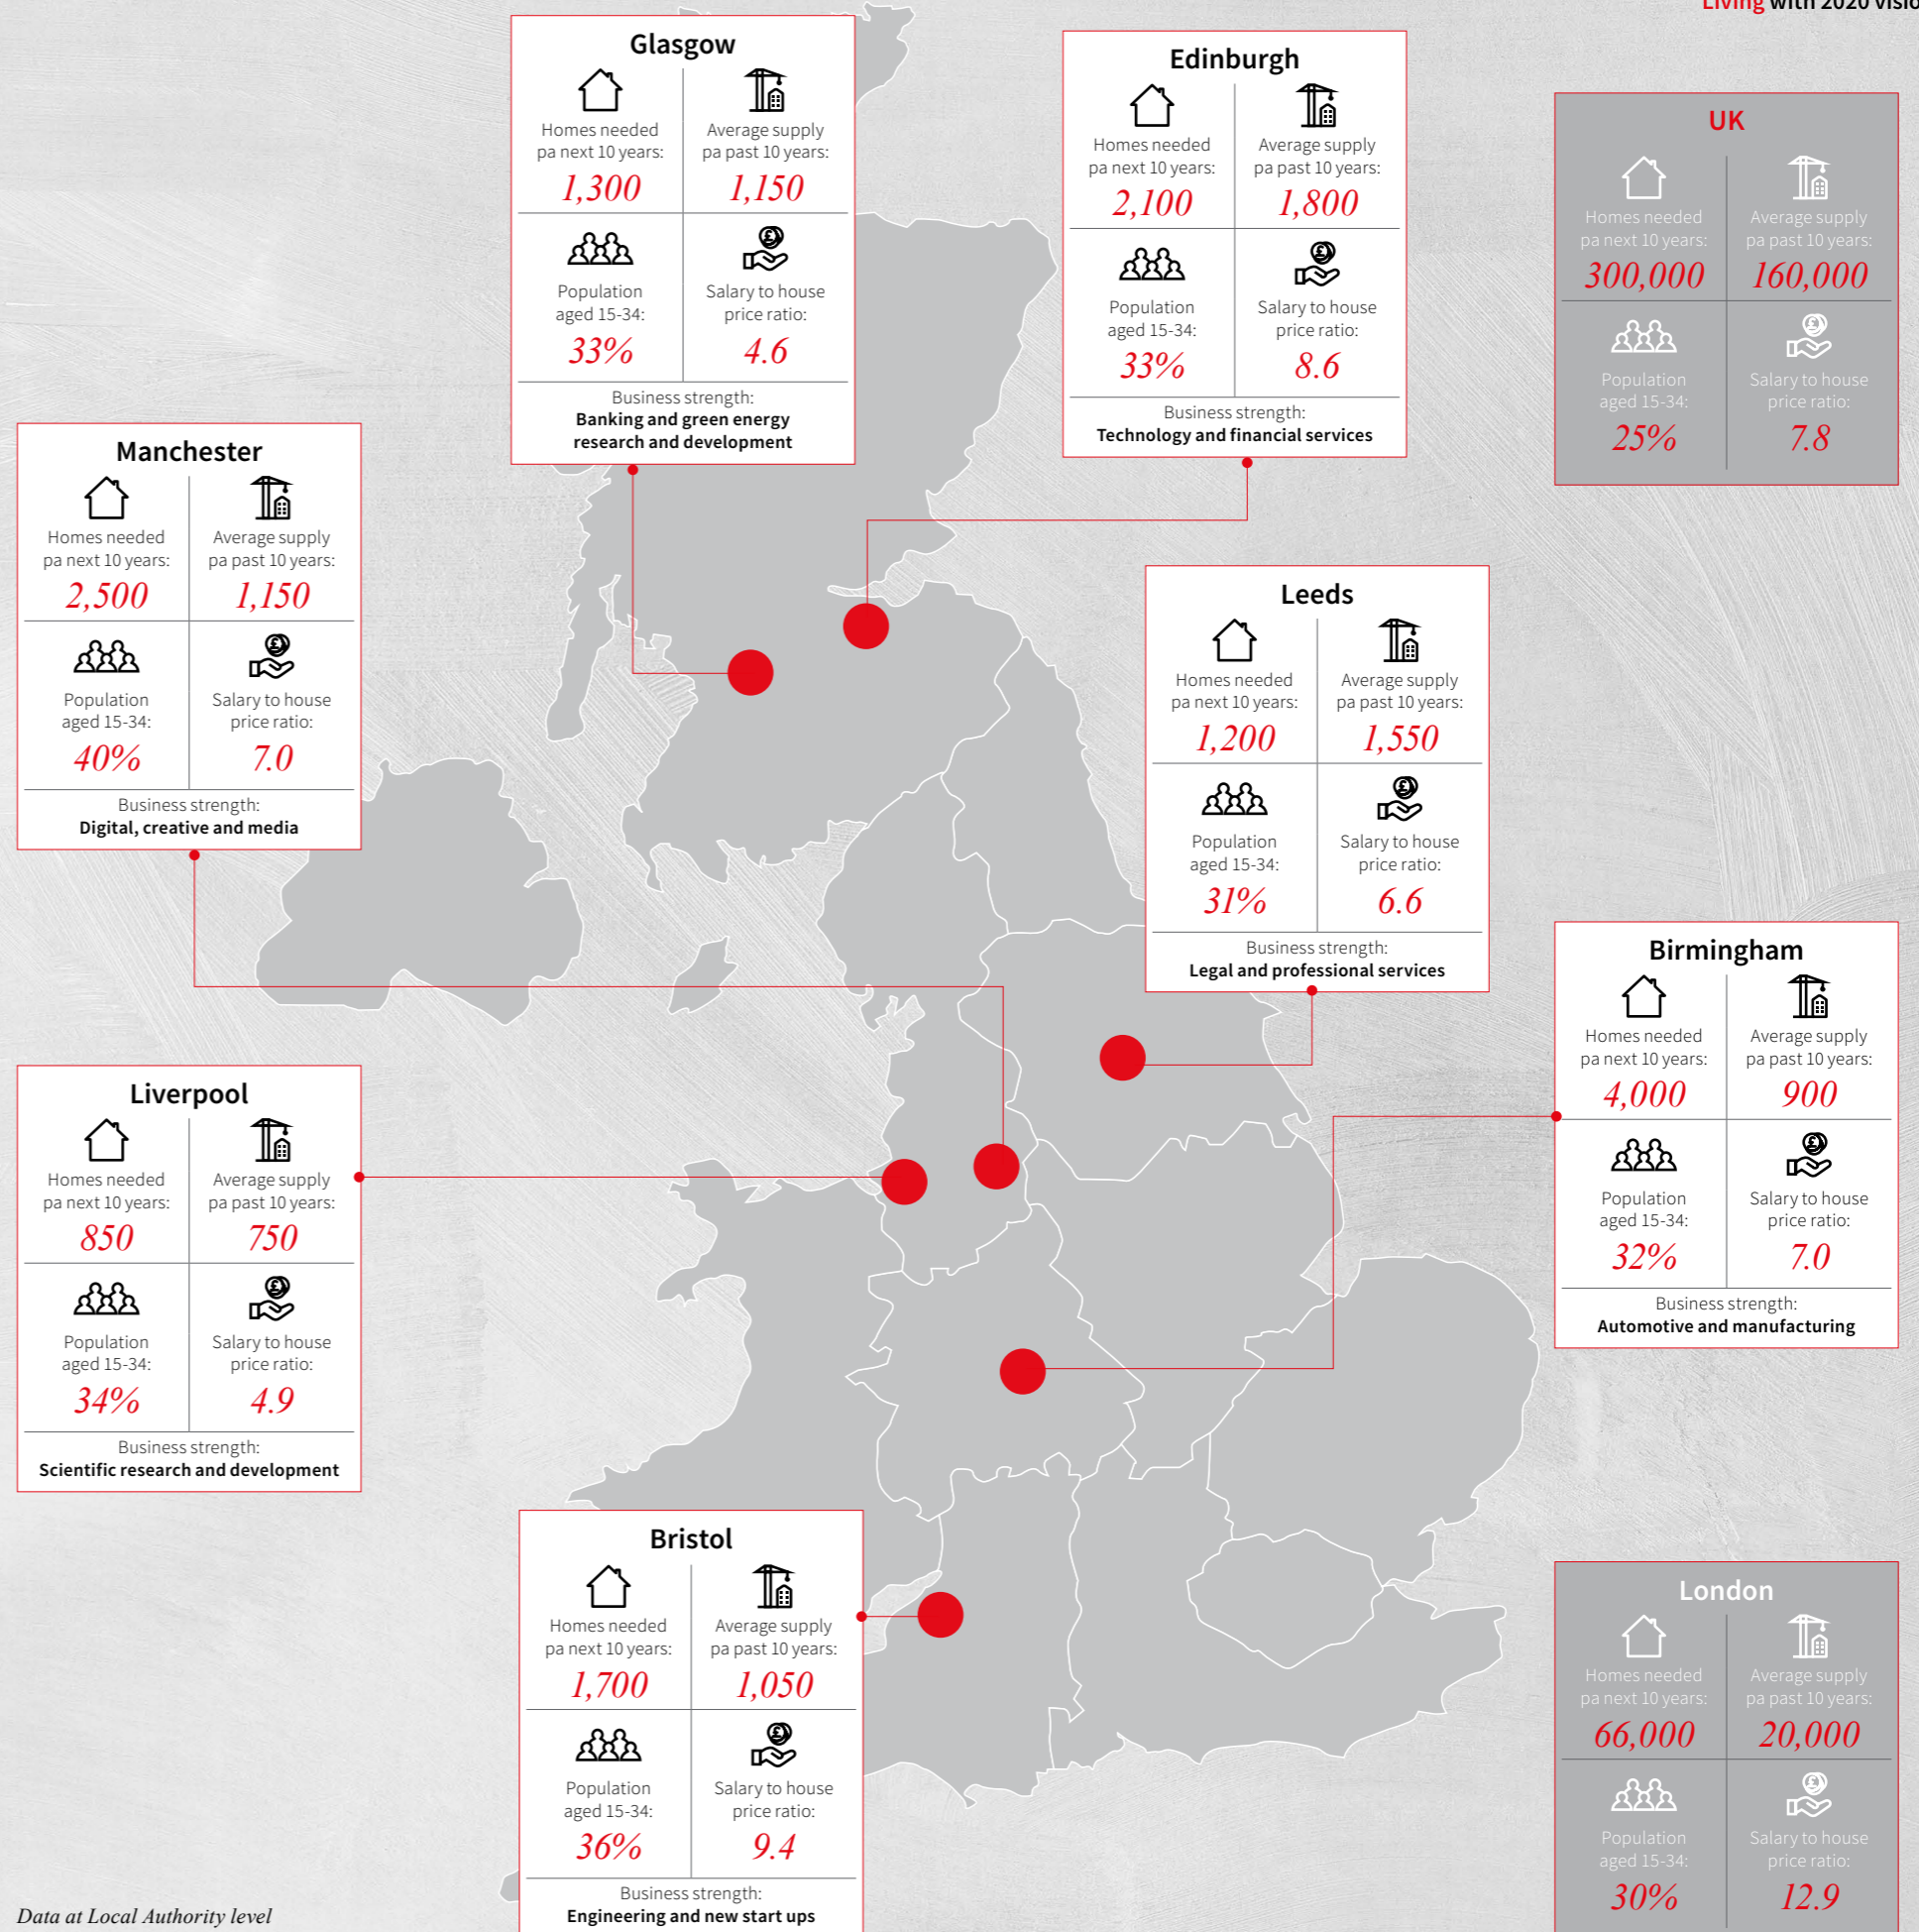 Living with 2020 visio
Glasgow
Homes needed
pa next 10 years:
1,300
Average supply
pa past 10 years:
1,150
Population
aged 15-34:
33%
Salary to house
price ratio:
4.6
Business strength:
Banking and green energy
research and development
Edinburgh
Homes needed
pa next 10 years:
2,100
Average supply
pa past 10 years:
1,800
Population
aged 15-34:
33%
Salary to house
price ratio:
8.6
Business strength:
Technology and financial services
UK
Homes needed
pa next 10 years:
300,000
Average supply
pa past 10 years:
160,000
Population
aged 15-34:
25%
Salary to house
price ratio:
7.8
Manchester
Homes needed
pa next 10 years:
2,500
Average supply
pa past 10 years:
1,150
Population
aged 15-34:
40%
Salary to house
price ratio:
7.0
Business strength:
Digital, creative and media
Leeds
Homes needed
pa next 10 years:
1,200
Average supply
pa past 10 years:
1,550
Population
aged 15-34:
31%
Salary to house
price ratio:
6.6
Business strength:
Legal and professional services
Birmingham
Homes needed
pa next 10 years:
4,000
Average supply
pa past 10 years:
900
Population
aged 15-34:
32%
Salary to house
price ratio:
7.0
Business strength:
Automotive and manufacturing
Liverpool
Homes needed
pa next 10 years:
850
Average supply
pa past 10 years:
750
Population
aged 15-34:
34%
Salary to house
price ratio:
4.9
Business strength:
Scientific research and development
Bristol
Homes needed
pa next 10 years:
1,700
Average supply
pa past 10 years:
1,050
Population
aged 15-34:
36%
Salary to house
price ratio:
9.4
Business strength:
Engineering and new start ups
London
Homes needed
pa next 10 years:
66,000
Average supply
pa past 10 years:
20,000
Population
aged 15-34:
30%
Salary to house
price ratio:
12.9
Data at Local Authority level